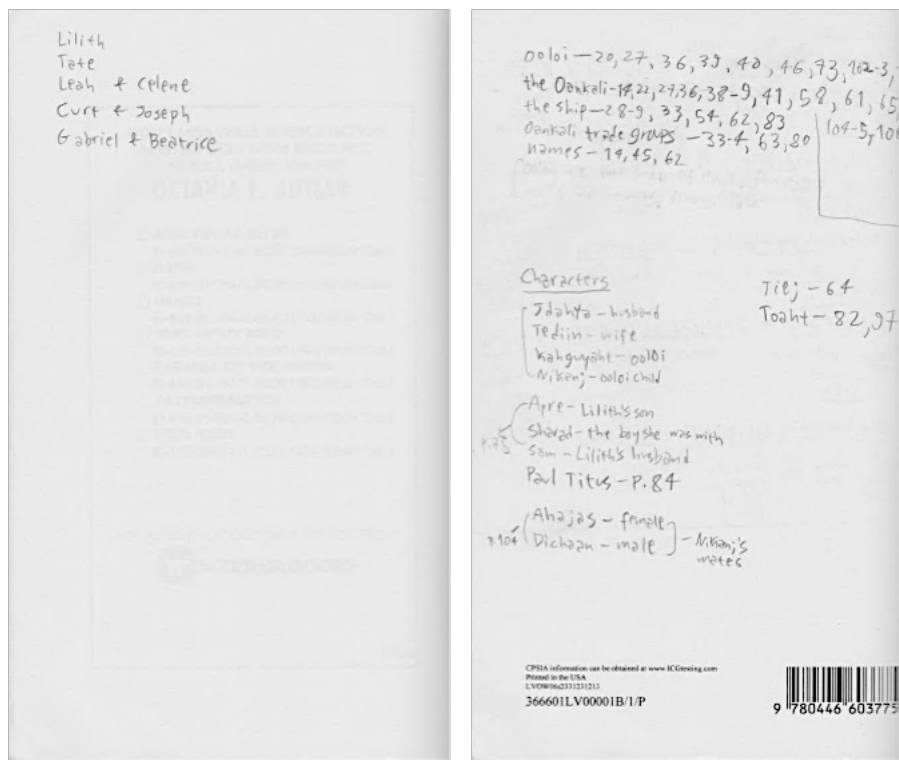 Lilith
Tate
Leah & Celene
Curt & Joseph
Gabriel & Beatrice
ooloi - 20, 27, 36, 39, 40, 46, 73, 102-3,
the Oankali - 19, 22, 27, 36, 38-9, 41, 58, 61, 65,
the ship - 28-9, 33, 54, 62, 83
104-5, 106
Oankali trade groups - 33-4, 63, 80
names - 14, 45, 62
Characters
Jdahya - husband
Tediin - wife
Kahguyaht - ooloi
Nikanj - ooloi child
Tiej - 64
Toaht - 82, 97
Ayre - Lilith's son
Sharad - the boy she was with
Sam - Lilith's husband
Paul Titus - P. 84
p. 104
Ahajas - female
Dichaan - male
- Nikanj's
mates
CPSIA information can be obtained at www.ICGtesting.com
Printed in the USA
366601LV00001B/1/P
9 780446 603775